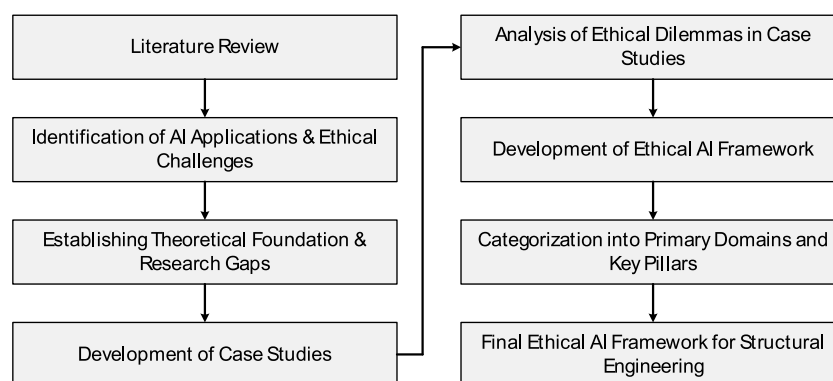 Literature Review
Identification of AI Applications & Ethical
Challenges
Establishing Theoretical Foundation &
Research Gaps
Development of Case Studies
Analysis of Ethical Dilemmas in Case
Studies
Development of Ethical AI Framework
Categorization into Primary Domains and
Key Pillars
Final Ethical AI Framework for Structural
Engineering